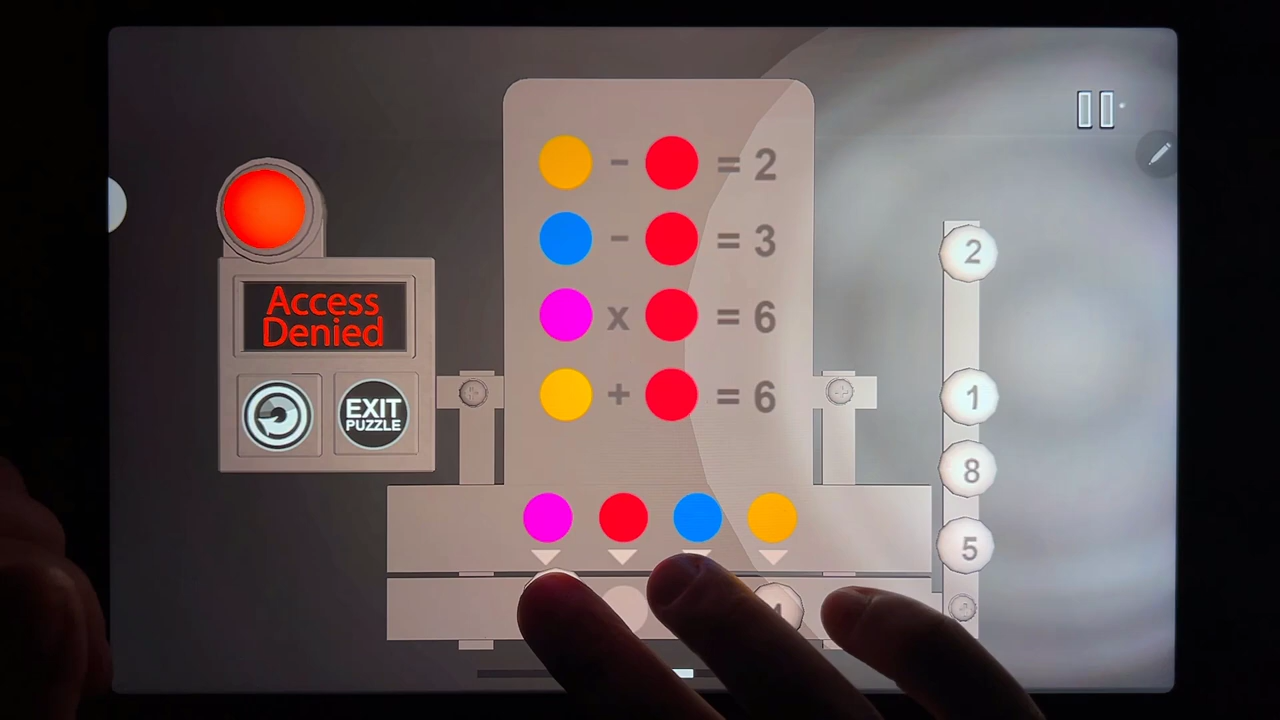 - = 2
- = 3
x = 6
+ = 6
Access
Denied
EXIT
PUZZLE
2
1
8
5